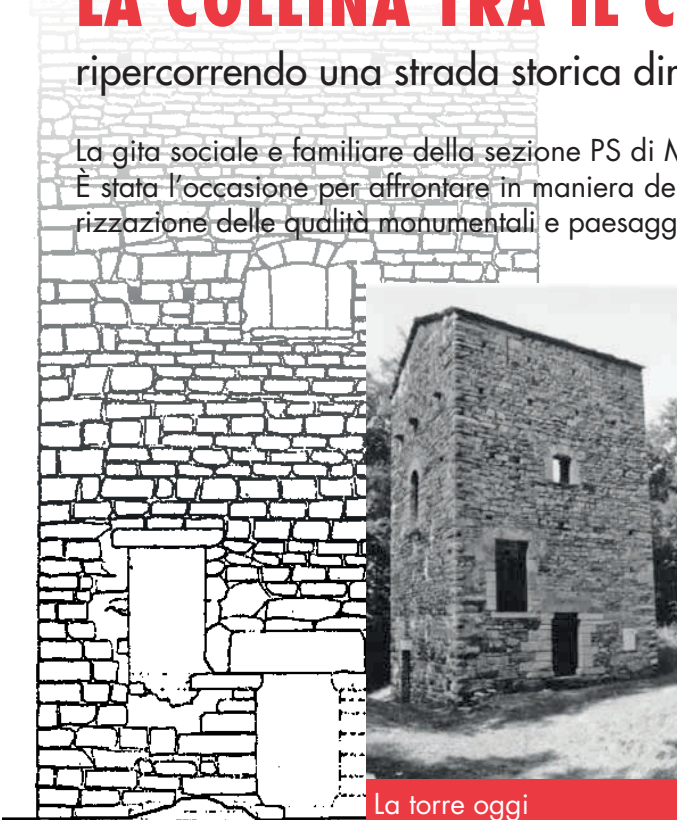 LA COLLINA TRA IL C
ripercorrendo una strada storica dir
La gita sociale e familiare della sezione PS di M
È stata l'occasione per affrontare in maniera de
rizzazione delle qualità monumentali e paesagg
La torre oggi